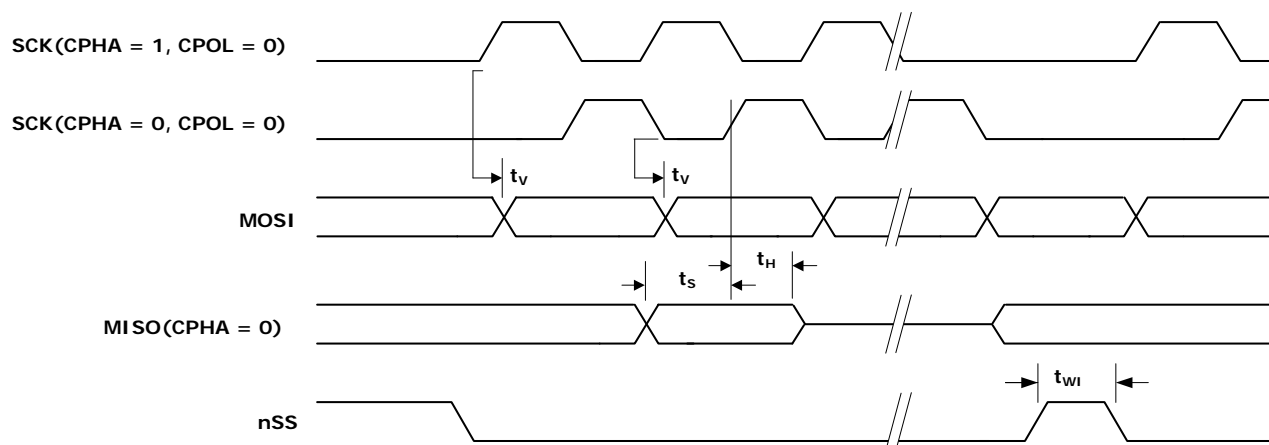 SCK(CPHA = 1, CPOL = 0)
SCK(CPHA = 0, CPOL = 0)
tV
tV
MOSI
tH
tS
MISO(CPHA = 0)
tWI
nSS